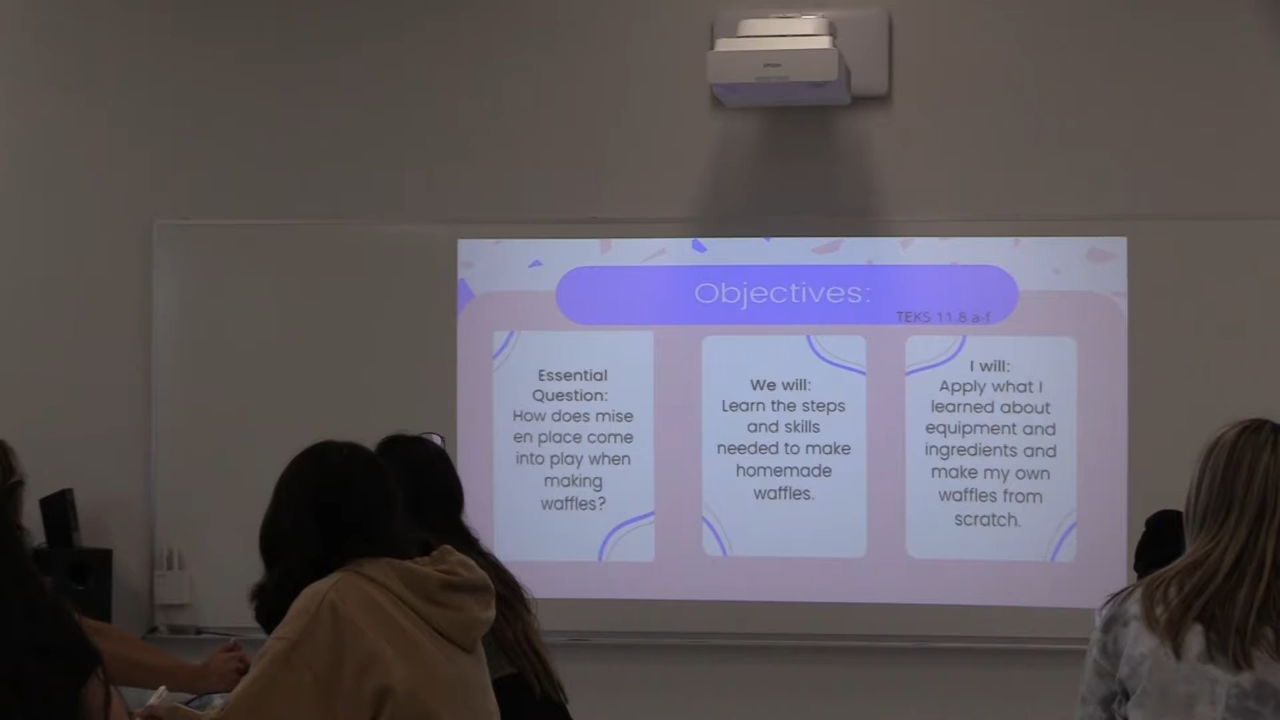 EPSON
Objectives:
TEKS 11.8 a-f
Essential
Question:
How does mise
en place come
into play when
making
waffles?
We will:
Learn the steps
and skills
needed to make
homemade
waffles.
I will:
Apply what I
learned about
equipment and
ingredients and
make my own
waffles from
scratch.